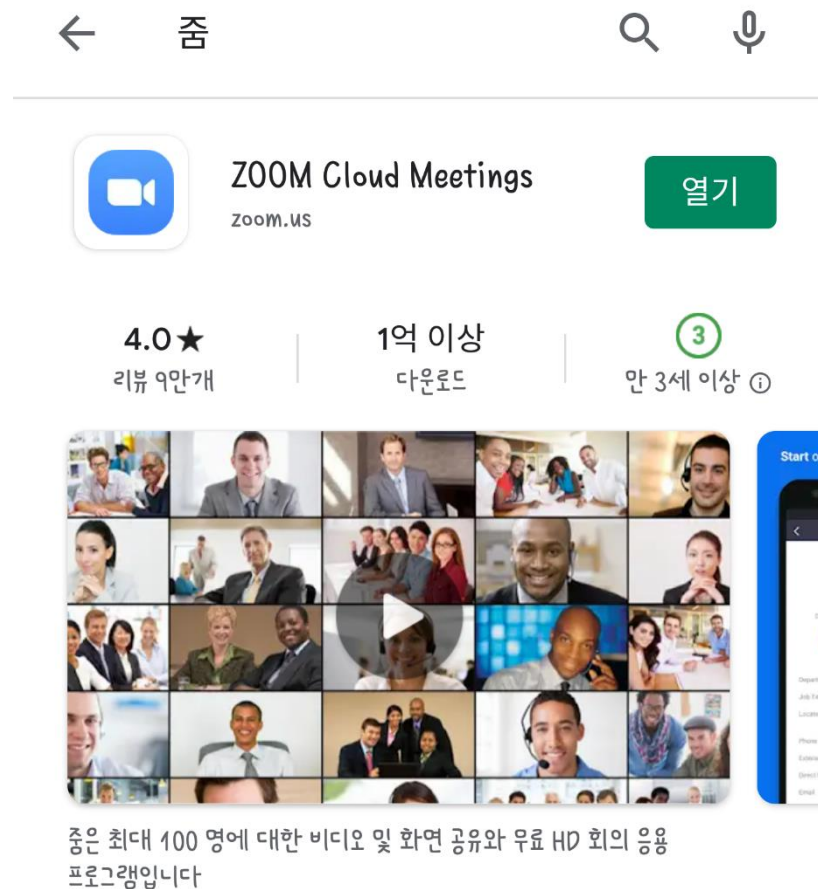 줌
ZOOM Cloud Meetings
zoom.us
열기
4.0★
리뷰 9만개
1억 이상
다운로드
3
만 3세 이상
Start
줌은 최대 100 명에 대한 비디오 및 화면 공유와 무료 HD 회의 응용
프로그램입니다